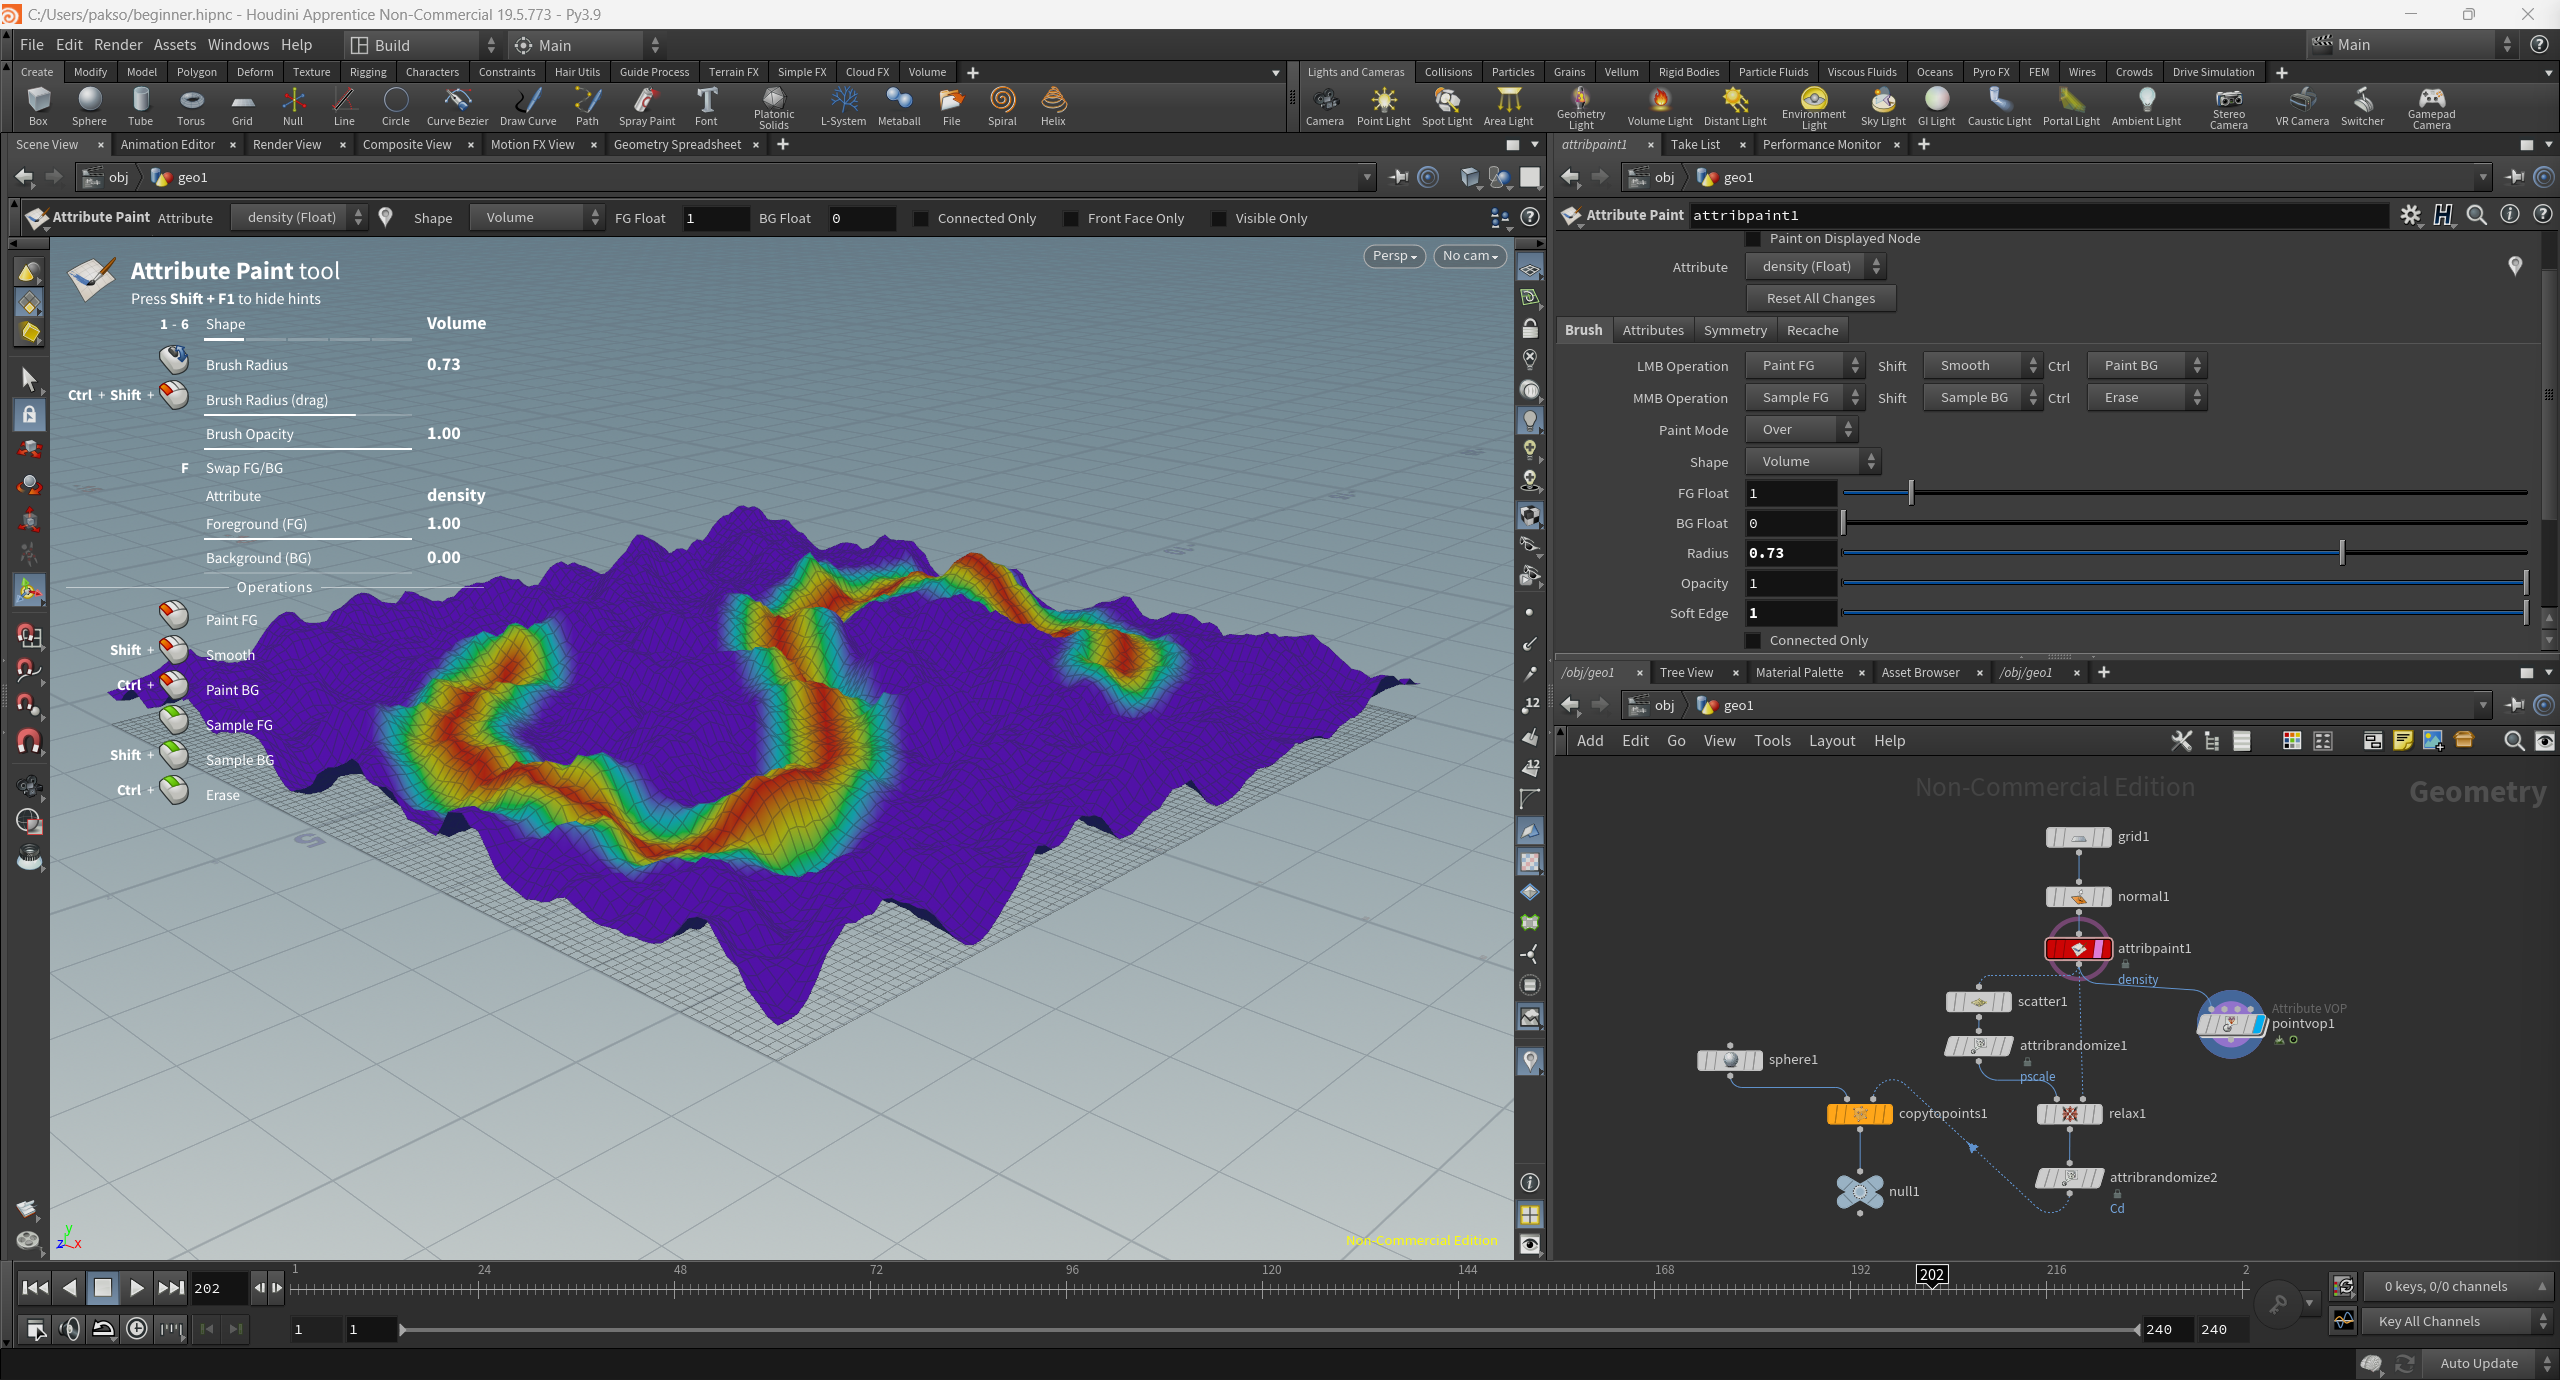 C:/Users/pakso/beginner.hipnc - Houdini Apprentice Non-Commercial 19.5.773 - Py3.9
File Edit Render Assets Windows Help Build Main Main
Create Modify Model Polygon Deform Texture Rigging Characters Constraints Hair Utils Guide Process Terrain FX Simple FX Cloud FX Volume
Lights and Cameras Collisions Particles Grains Vellum Rigid Bodies Particle Fluids Viscous Fluids Oceans Pyro FX FEM Wires Crowds Drive Simulation
Box Sphere Tube Torus Grid Null Line Circle Curve Bezier Draw Curve Path Spray Paint Font Platonic Solids L-System Metaball File Spiral Helix
Camera Point Light Spot Light Area Light Geometry Light Volume Light Distant Light Environment Light Sky Light GI Light Caustic Light Portal Light Ambient Light Stereo Camera VR Camera Switcher Gamepad Camera
Scene View Animation Editor Render View Composite View Motion FX View Geometry Spreadsheet
obj geo1
Attribute Paint Attribute density (Float) Shape Volume FG Float 1 BG Float 0 Connected Only Front Face Only Visible Only
Attribute Paint tool
Press Shift + F1 to hide hints
1 - 6 Shape Volume
Brush Radius 0.73
Ctrl + Shift + Brush Radius (drag)
Brush Opacity 1.00
F Swap FG/BG
Attribute density
Foreground (FG) 1.00
Background (BG) 0.00
Operations
Paint FG
Shift + Smooth
Ctrl + Paint BG
Sample FG
Shift + Sample BG
Ctrl + Erase
Persp No cam
5
12
12
z y x
Non-Commercial Edition
attribpaint1 Take List Performance Monitor
obj geo1
Attribute Paint attribpaint1
Paint on Displayed Node
Attribute density (Float)
Reset All Changes
Brush Attributes Symmetry Recache
LMB Operation Paint FG Shift Smooth Ctrl Paint BG
MMB Operation Sample FG Shift Sample BG Ctrl Erase
Paint Mode Over
Shape Volume
FG Float 1
BG Float 0
Radius 0.73
Opacity 1
Soft Edge 1
Connected Only
/obj/geo1 Tree View Material Palette Asset Browser /obj/geo1
obj geo1
Add Edit Go View Tools Layout Help
Non-Commercial Edition Geometry
grid1
normal1
attribpaint1
density
scatter1
Attribute VOP
pointvop1
attribrandomize1
pscale
sphere1
copytopoints1
relax1
attribrandomize2
Cd
null1
202 1 24 48 72 96 120 144 168 192 202 216 2
0 keys, 0/0 channels
1 1 240 240
Key All Channels
Auto Update